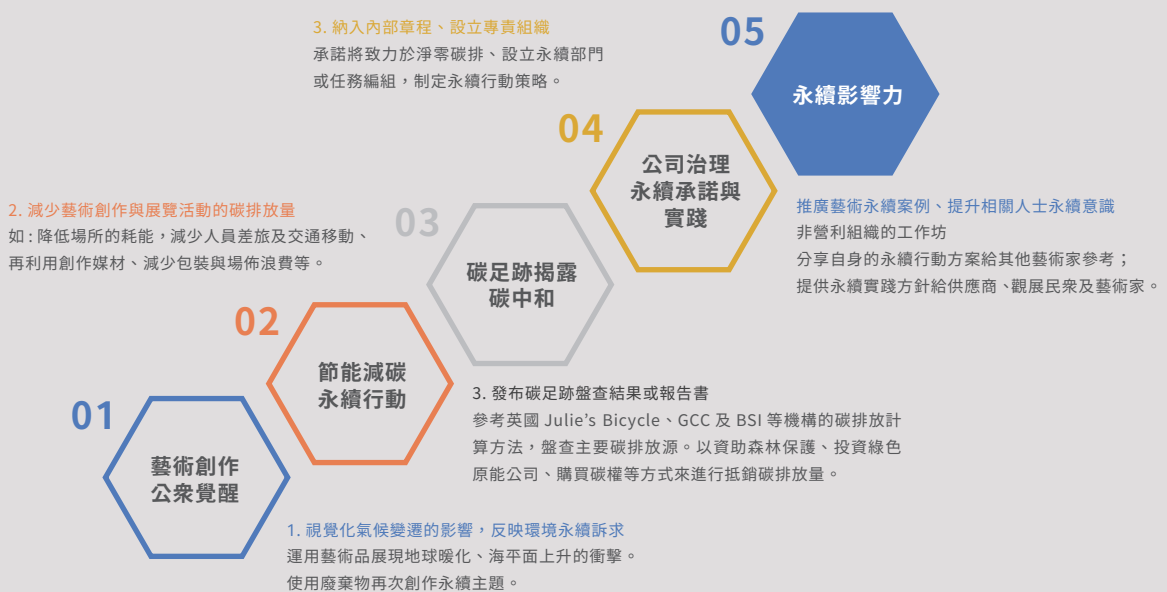 01
藝術創作
公衆覺醒
1. 視覺化氣候變遷的影響，反映環境永續訴求
運用藝術品展現地球暖化、海平面上升的衝擊。
使用廢棄物再次創作永續主題。
02
節能減碳
永續行動
2. 減少藝術創作與展覽活動的碳排放量
如：降低場所的耗能，減少人員差旅及交通移動、
再利用創作媒材、減少包裝與場佈浪費等。
03
碳足跡揭露
碳中和
3. 發布碳足跡盤查結果或報告書
參考英國 Julie’s Bicycle、GCC 及 BSI 等機構的碳排放計
算方法，盤查主要碳排放源。以資助森林保護、投資綠色
原能公司、購買碳權等方式來進行抵銷碳排放量。
04
公司治理
永續承諾與
實踐
3. 納入內部章程、設立專責組織
承諾將致力於淨零碳排、設立永續部門
或任務編組，制定永續行動策略。
05
永續影響力
推廣藝術永續案例、提升相關人士永續意識
非營利組織的工作坊
分享自身的永續行動方案給其他藝術家參考；
提供永續實踐方針給供應商、觀展民衆及藝術家。